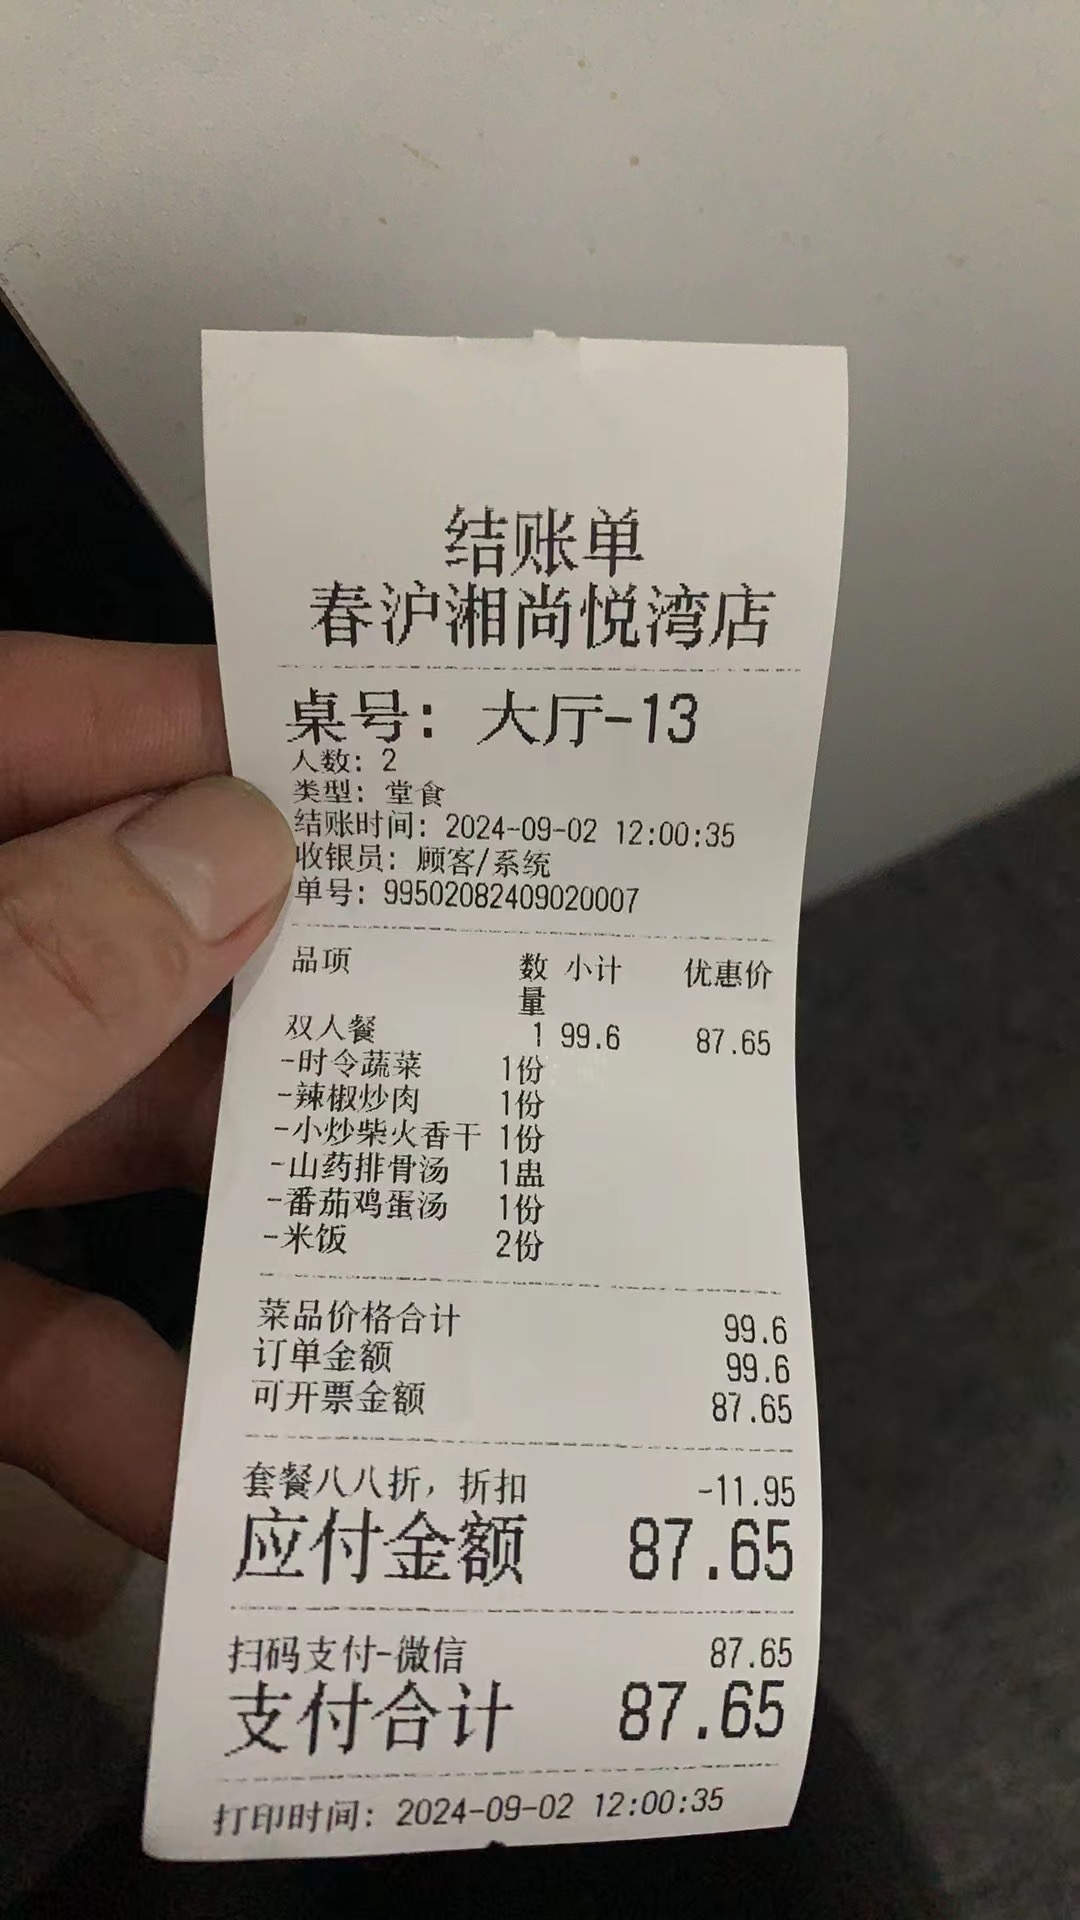 结账单
春沪湘尚悦湾店
桌号: 大厅-13
人数: 2
类型: 堂食
结账时间: 2024-09-02 12:00:35
收银员: 顾客/系统
单号: 99502082409020007
品项 数量 小计 优惠价
双人餐 1 99.6 87.65
-时令蔬菜 1份
-辣椒炒肉 1份
-小炒柴火香干 1份
-山药排骨汤 1盅
-番茄鸡蛋汤 1份
-米饭 2份
菜品价格合计 99.6
订单金额 99.6
可开票金额 87.65
套餐八八折, 折扣 -11.95
应付金额 87.65
扫码支付-微信 87.65
支付合计 87.65
打印时间: 2024-09-02 12:00:35